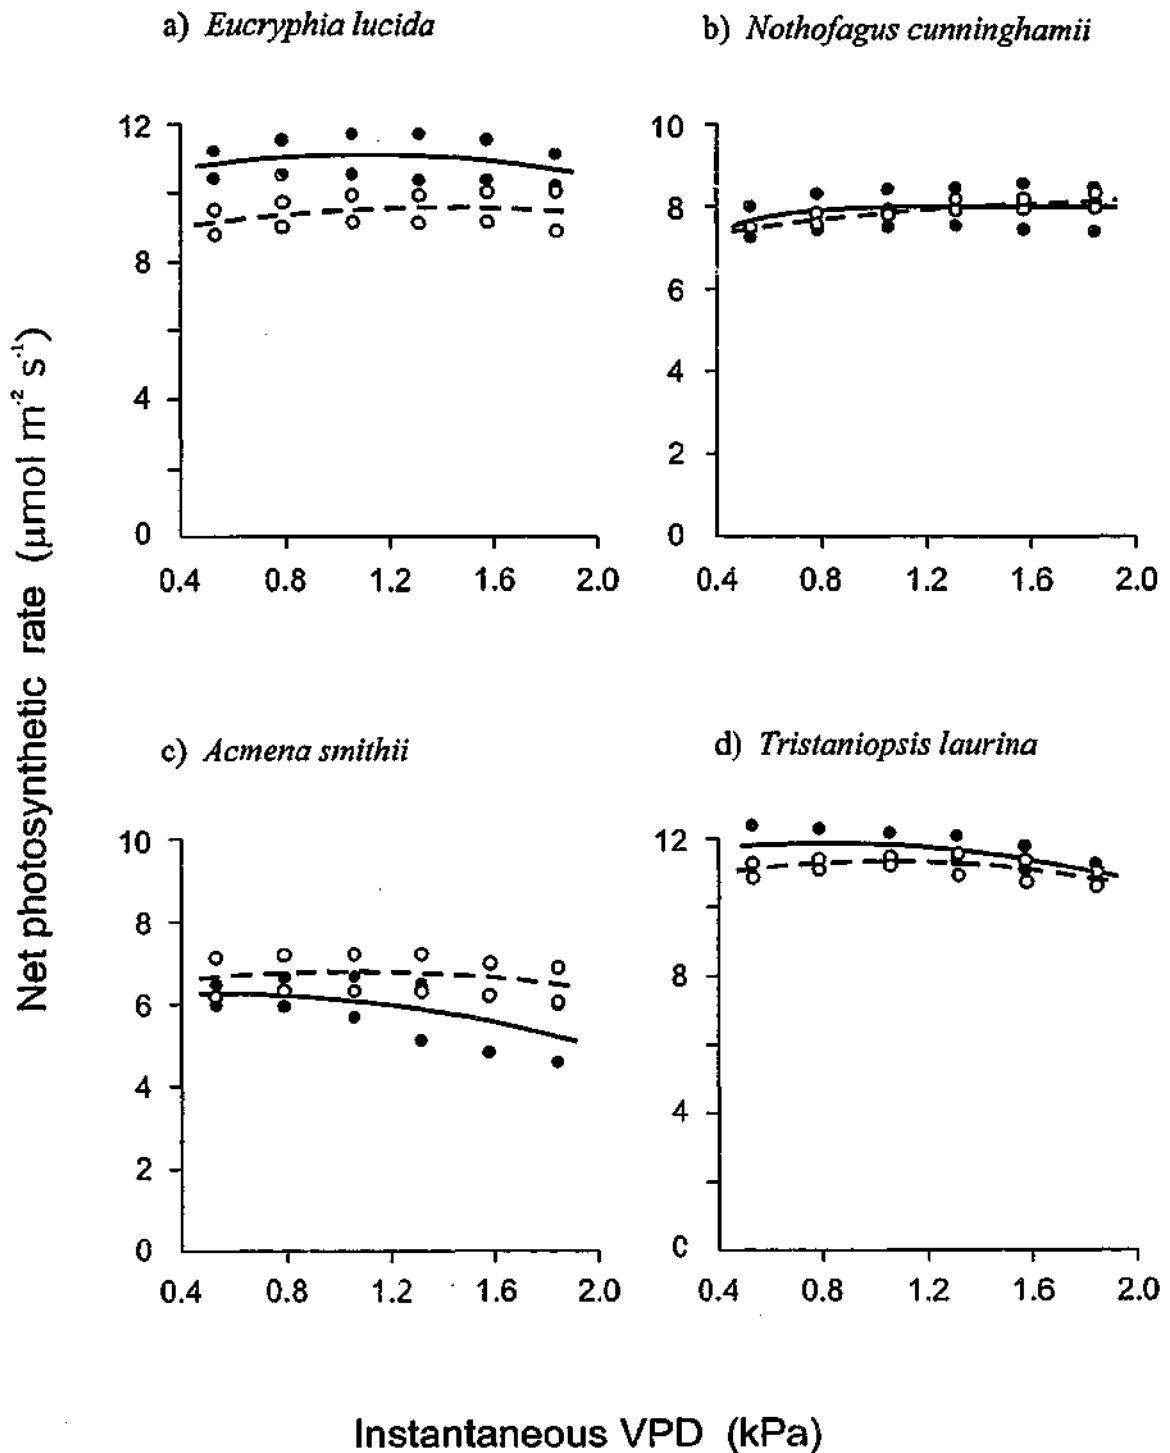 a) Eucryphia lucida
b) Nothofagus cunninghamii
12
8
4
0
0.4 0.8 1.2 1.6 2.0
10
8
6
4
2
0
0.4 0.8 1.2 1.6 2.0
Net photosynthetic rate (μmol m⁻² s⁻¹)
c) Acmena smithii
d) Tristaniopsis laurina
10
8
6
4
2
0
0.4 0.8 1.2 1.6 2.0
12
8
4
0
0.4 0.8 1.2 1.6 2.0
Instantaneous VPD (kPa)